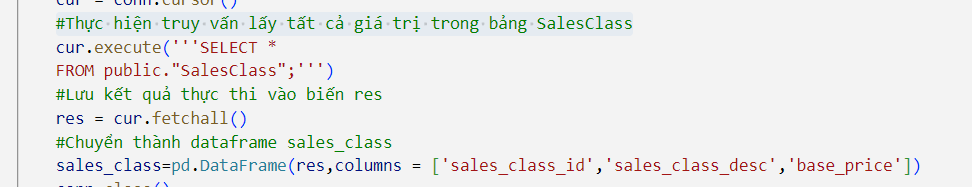 cur = conn.cursor()
#Thực hiện truy vấn lấy tất cả giá trị trong bảng SalesClass
cur.execute('''SELECT *
FROM public."SalesClass";''')
#Lưu kết quả thực thi vào biến res
res = cur.fetchall()
#Chuyển thành dataframe sales_class
sales_class=pd.DataFrame(res,columns = ['sales_class_id','sales_class_desc','base_price'])
conn.close()